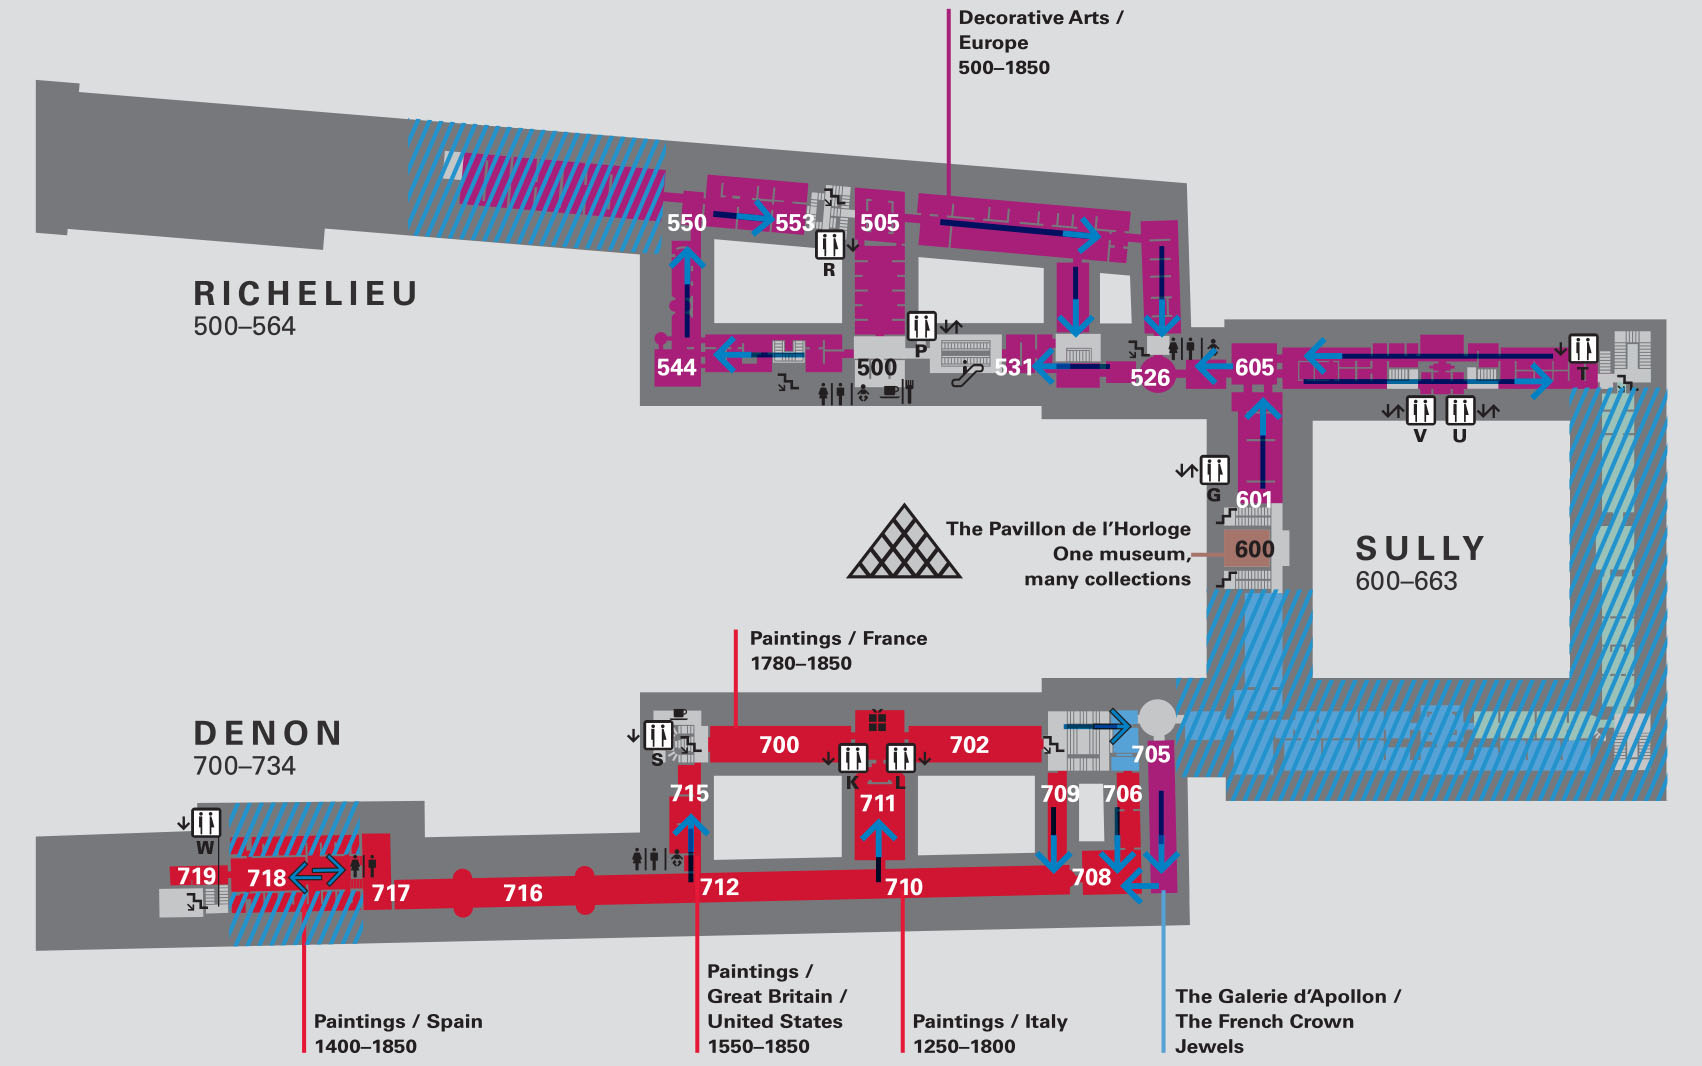 Decorative Arts /
Europe
500–1850
550
553
505
R
RICHELIEU
500–564
P
544
500
531
526
605
T
V
U
G
601
The Pavillon de l’Horloge
One museum,
many collections
600
SULLY
600–663
Paintings / France
1780–1850
DENON
700–734
S
700
K
L
702
705
715
711
709
706
W
719
718
717
716
712
710
708
Paintings / Spain
1400–1850
Paintings /
Great Britain /
United States
1550–1850
Paintings / Italy
1250–1800
The Galerie d’Apollon /
The French Crown
Jewels